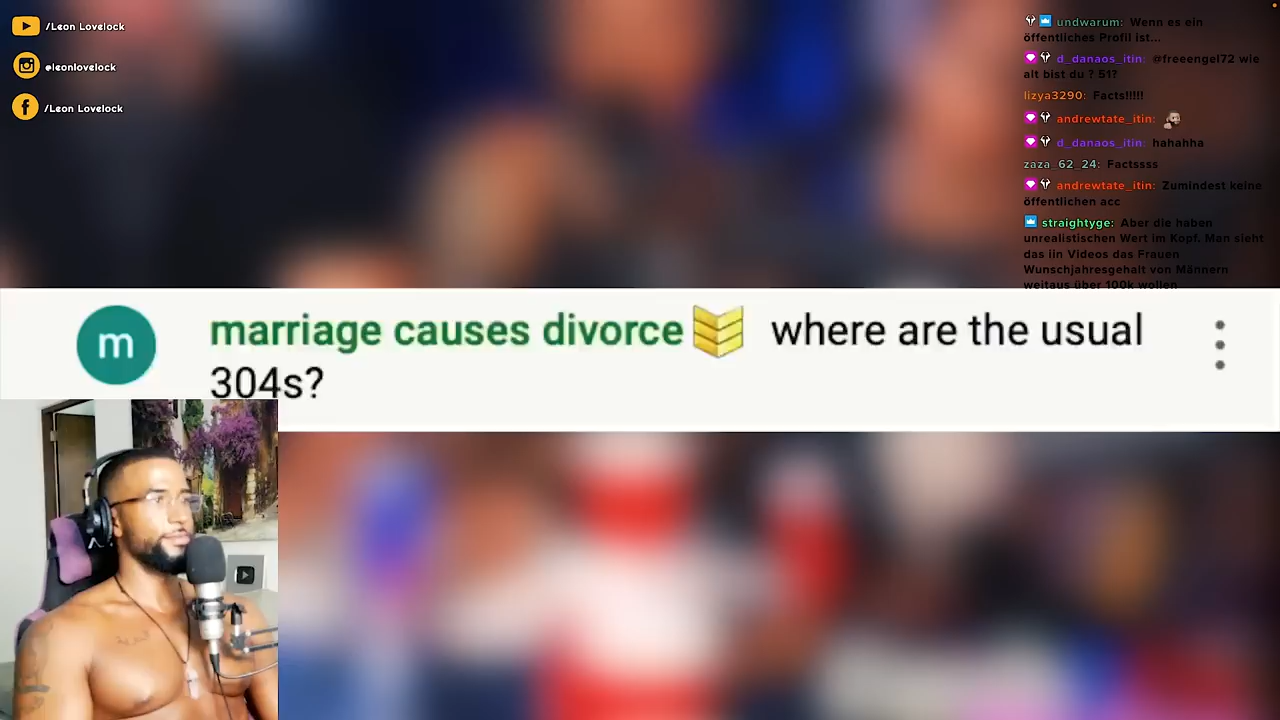 /Leon Lovelock
@leonlovelock
/Leon Lovelock
undwarum: Wenn es ein
öffentliches Profil ist...
d_danaos_itin: @freeengel72 wie
alt bist du ? 51?
lizya3290: Facts!!!!!
andrewtate_itin:
d_danaos_itin: hahahha
zaza_62_24: Factssss
andrewtate_itin: Zumindest keine
öffentlichen acc
straightyge: Aber die haben
unrealistischen Wert im Kopf. Man sieht
das iin Videos das Frauen
Wunschjahresgehalt von Männern
weitaus über 100k wollen
m
marriage causes divorce where are the usual
304s?